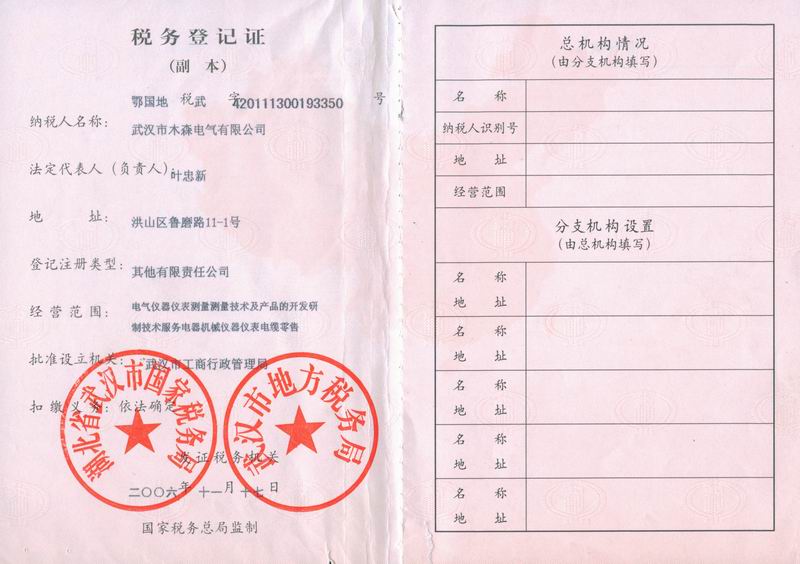 税务登记证
(副 本)
鄂国地 税武 字 420111300193350 号
纳税人名称： 武汉市木森电气有限公司
法定代表人（负责人）： 叶忠新
地 址： 洪山区鲁磨路11-1号
登记注册类型： 其他有限责任公司
经营范围： 电气仪器仪表测量测量技术及产品的开发研
制技术服务电器机械仪器仪表电缆零售
批准设立机关： 武汉市工商行政管理局
扣缴义务：依法确定
湖北省武汉市国家税务局
武汉市地方税务局
发证税务机关
二〇〇六年 十一月 十七日
国家税务总局监制
总机构情况
(由分支机构填写)
名 称
纳税人识别号
地 址
经营范围
分支机构设置
(由总机构填写)
名 称
地 址
名 称
地 址
名 称
地 址
名 称
地 址
名 称
地 址